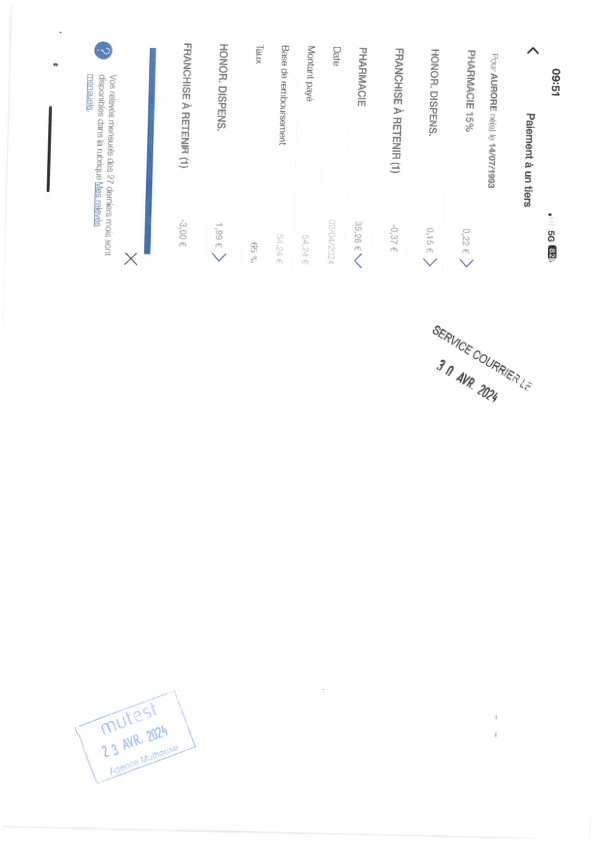 09:51
5G 82
Paiement à un tiers
Pour AURORE né(e) le 14/07/1993
PHARMACIE 15% 0,22 €
HONOR. DISPENS. 0,15 €
FRANCHISE À RETENIR (1) -0,37 €
PHARMACIE 35,26 €
Date 02/04/2024
Montant payé 54,24 €
Base de remboursement 54,24 €
Taux 65 %
HONOR. DISPENS. 1,99 €
FRANCHISE À RETENIR (1) -3,00 €
? Vos relevés mensuels des 27 derniers mois sont
disponibles dans la rubrique Mes relevés
mensuels.
SERVICE COURRIER LE
30 AVR. 2024
mutest
23 AVR. 2024
Agence Mulhouse